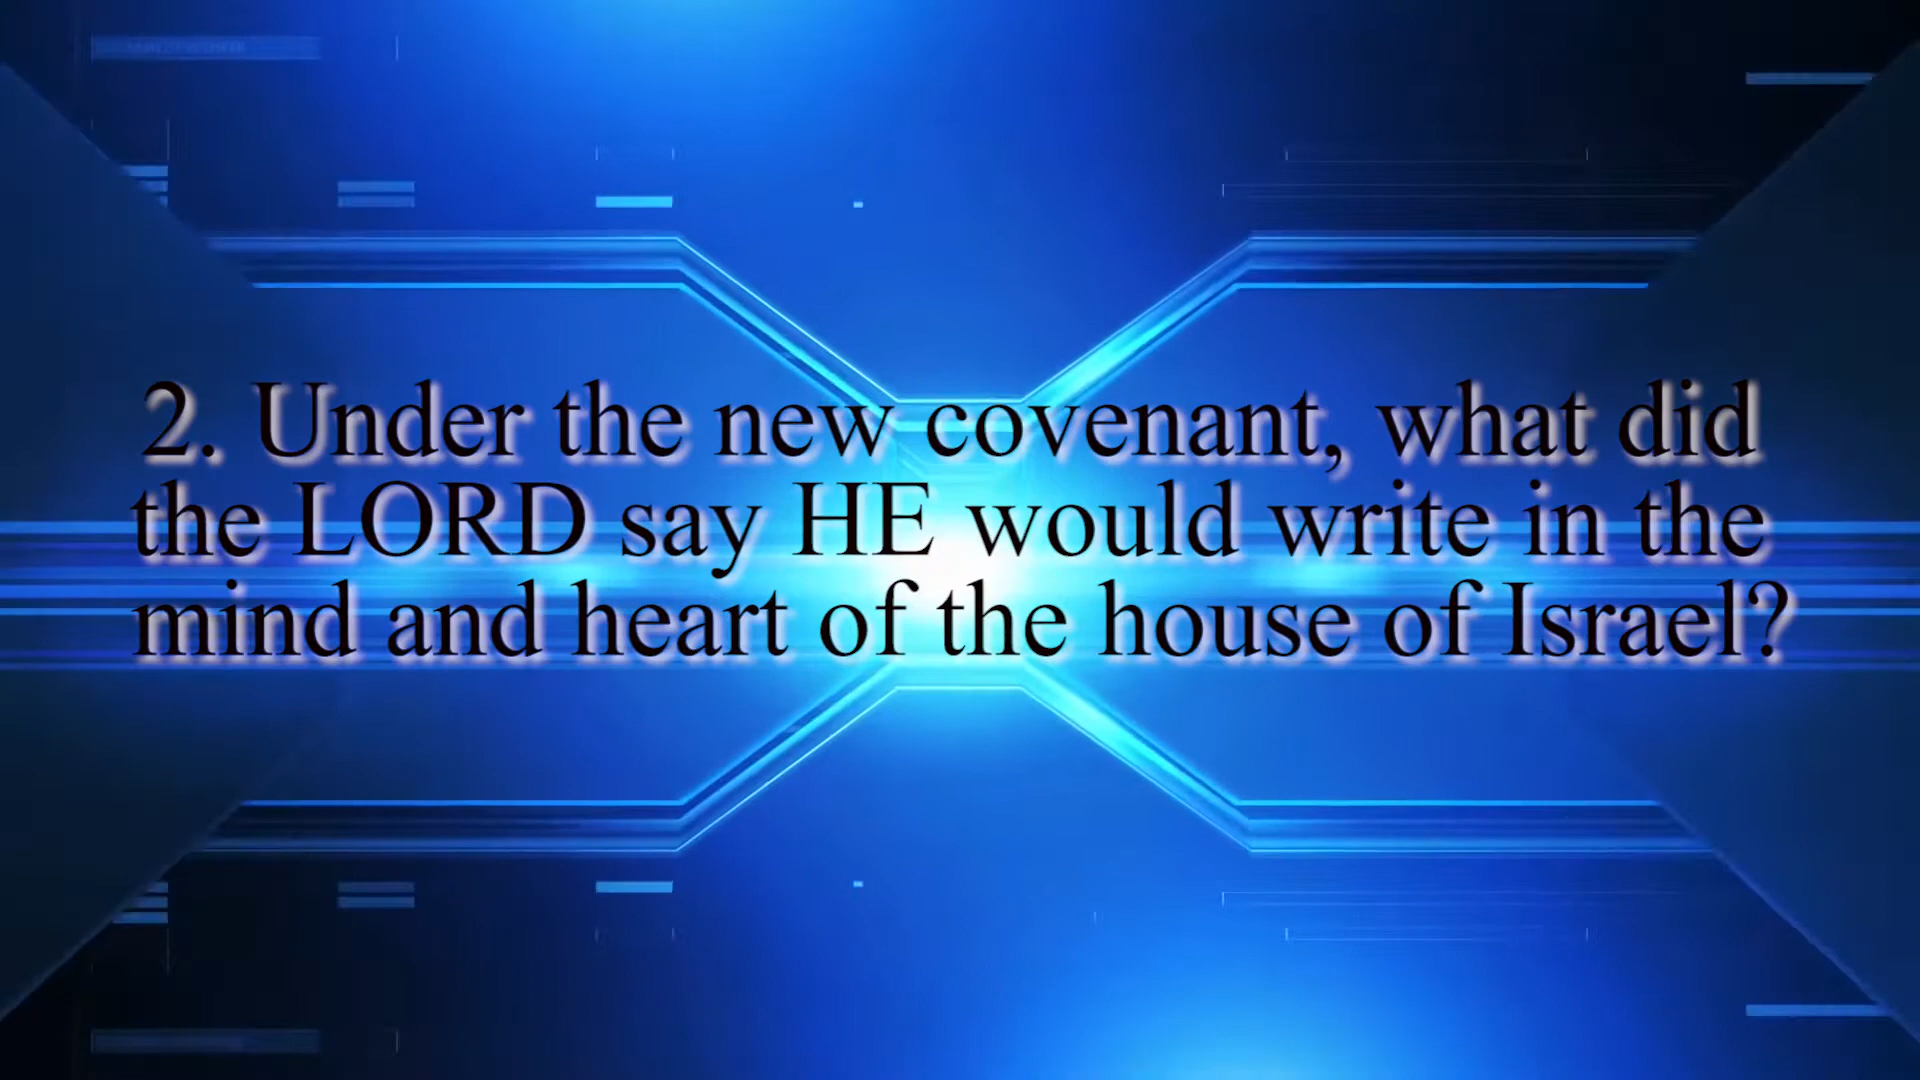 2. Under the new covenant, what did
the LORD say HE would write in the
mind and heart of the house of Israel?